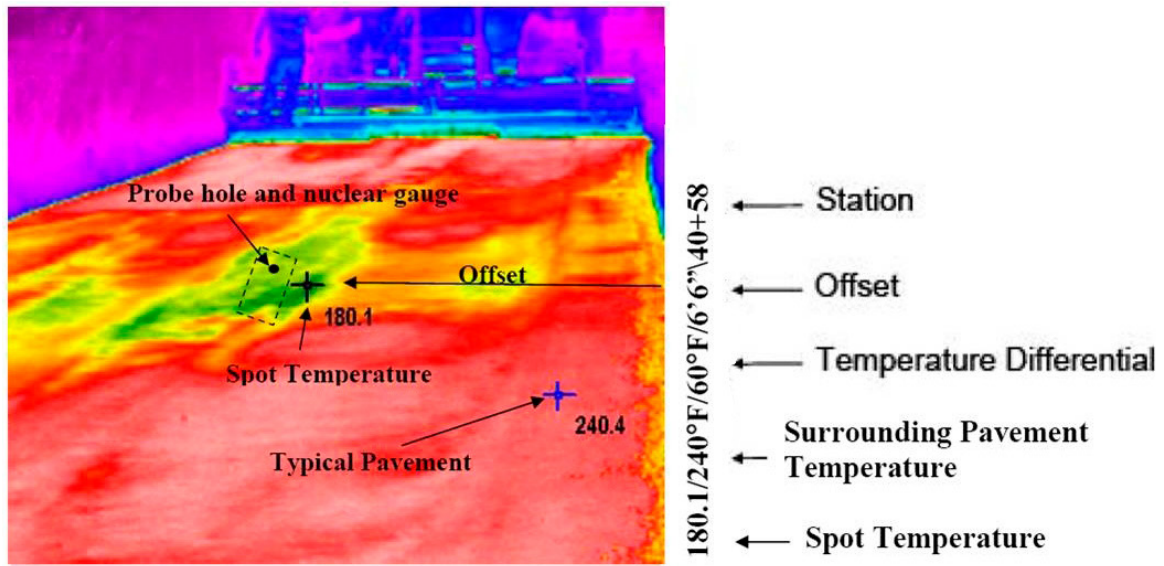 Probe hole and nuclear gauge
Offset
180.1
Spot Temperature
240.4
Typical Pavement
180.1/240°F/60°F/6’6”\40+58
Station
Offset
Temperature Differential
Surrounding Pavement
Temperature
Spot Temperature